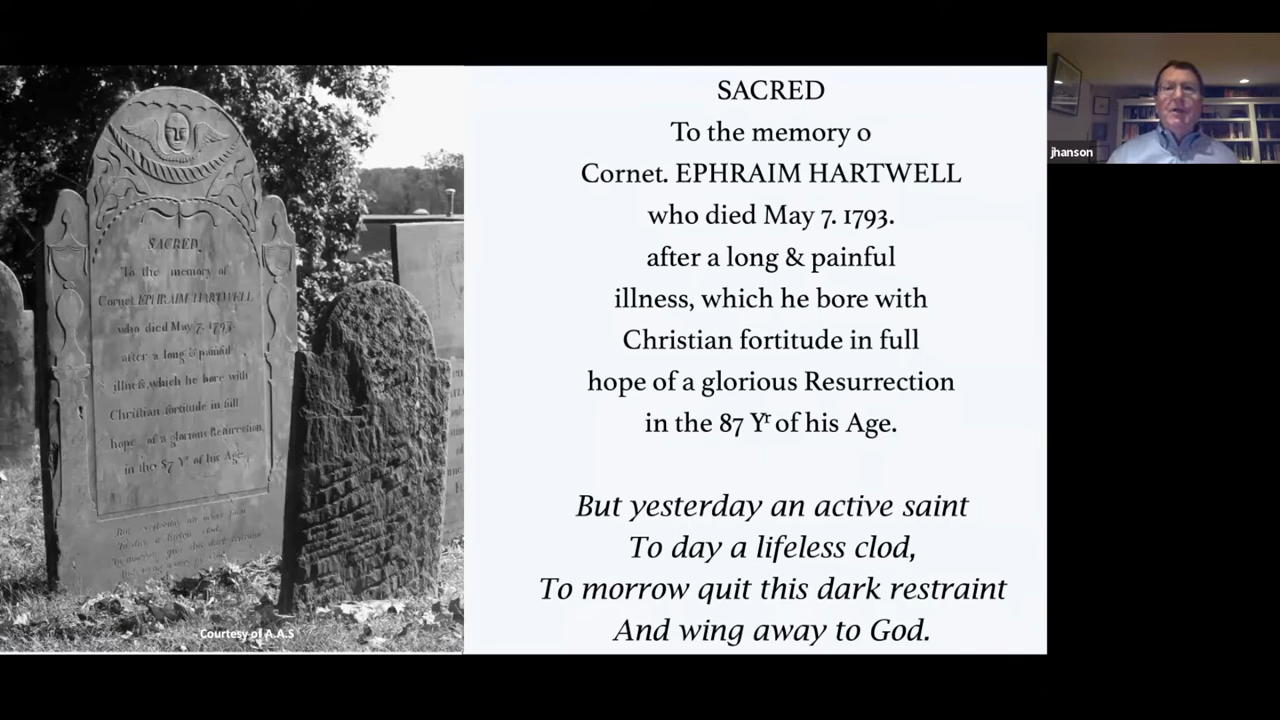 SACRED
To the memory of
Cornet. EPHRAIM HARTWELL
who died May 7. 1793.
after a long & painful
illness, which he bore with
Christian fortitude in full
hope of a glorious Resurrection
in the 87 Yr of his Age.
Courtesy of A.A.S
SACRED
To the memory o
Cornet. EPHRAIM HARTWELL
who died May 7. 1793.
after a long & painful
illness, which he bore with
Christian fortitude in full
hope of a glorious Resurrection
in the 87 Yr of his Age.
But yesterday an active saint
To day a lifeless clod,
To morrow quit this dark restraint
And wing away to God.
jhanson